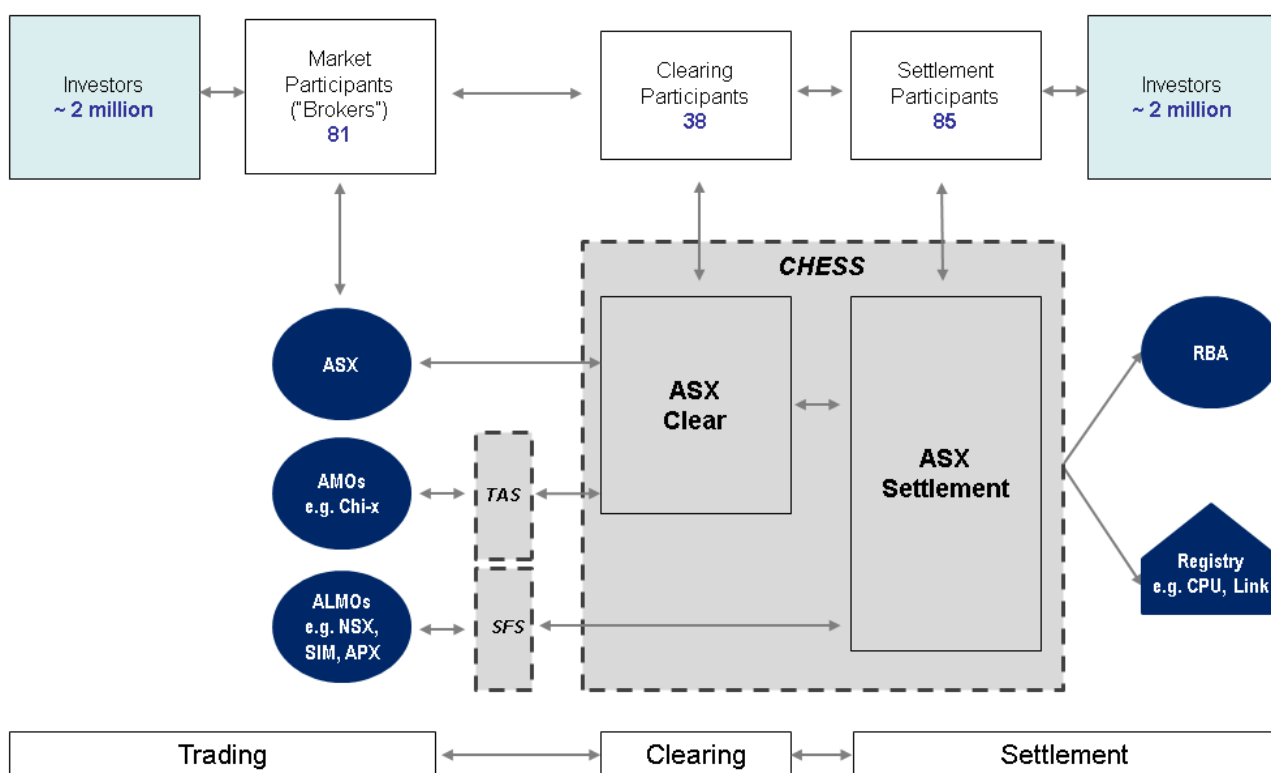 Investors
~ 2 million
Market
Participants
("Brokers")
81
Clearing
Participants
38
Settlement
Participants
85
Investors
~ 2 million
CHESS
ASX
ASX
Clear
ASX
Settlement
RBA
AMOs
e.g. Chi-x
TAS
ALMOs
e.g. NSX,
SIM, APX
SFS
Registry
e.g. CPU, Link
Trading
Clearing
Settlement